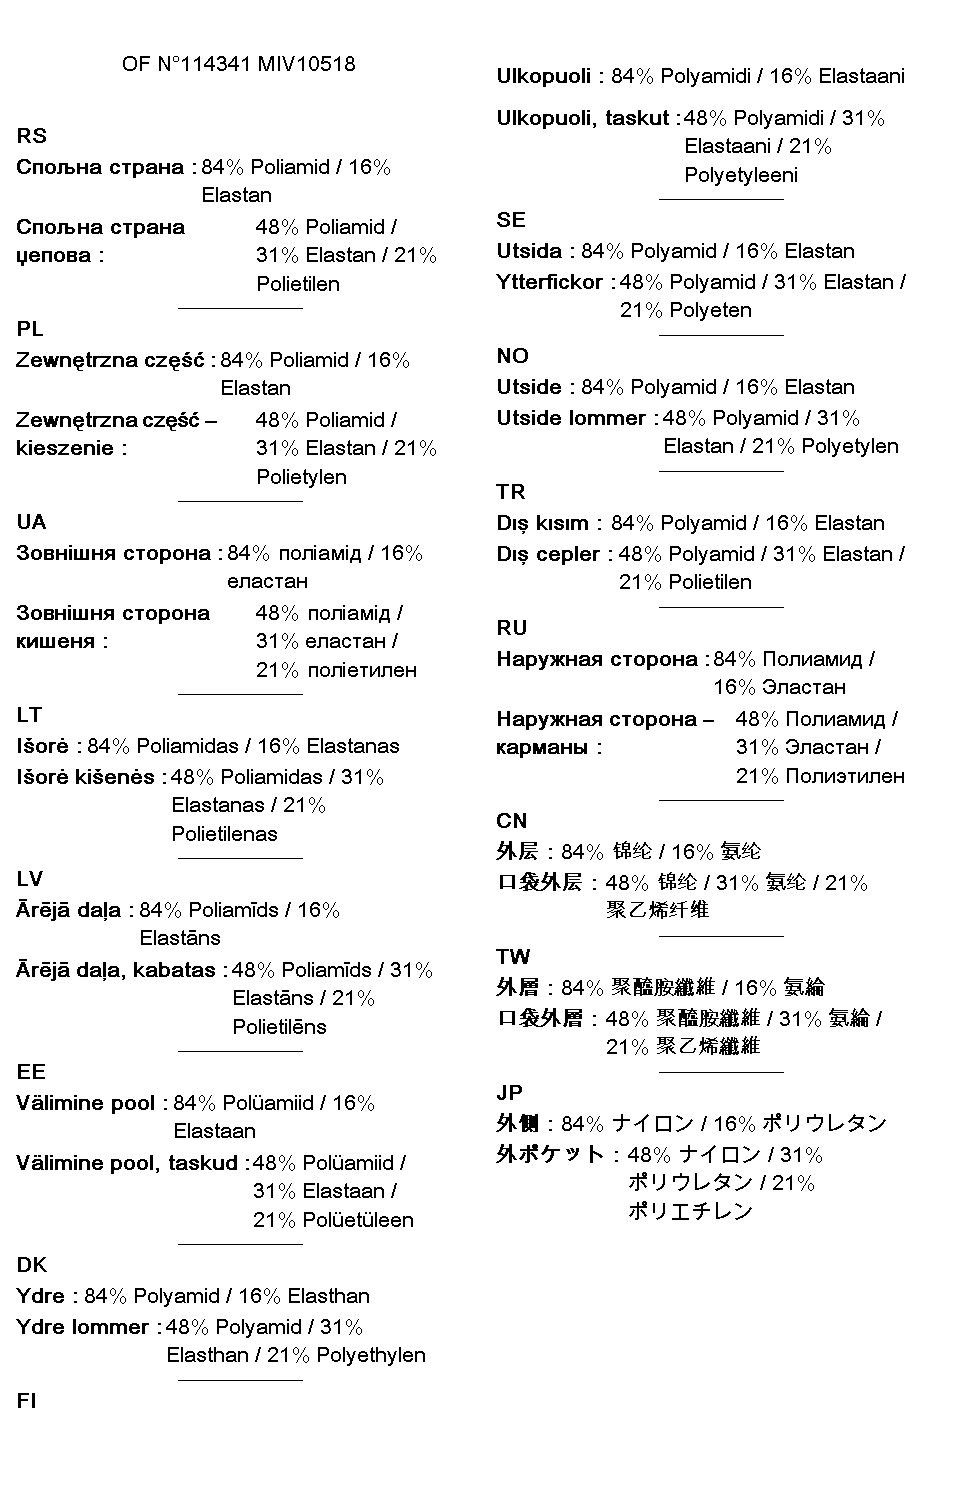 OF N°114341 MIV10518
RS
Спољна страна : 84% Poliamid / 16%
Elastan
Спољна страна 48% Poliamid /
џепова : 31% Elastan / 21%
Polietilen
PL
Zewnętrzna część : 84% Poliamid / 16%
Elastan
Zewnętrzna część – 48% Poliamid /
kieszenie : 31% Elastan / 21%
Polietylen
UA
Зовнішня сторона : 84% поліамід / 16%
еластан
Зовнішня сторона 48% поліамід /
кишеня : 31% еластан /
21% поліетилен
LT
Išorė : 84% Poliamidas / 16% Elastanas
Išorė kišenės : 48% Poliamidas / 31%
Elastanas / 21%
Polietilenas
LV
Ārējā daļa : 84% Poliamīds / 16%
Elastāns
Ārējā daļa, kabatas : 48% Poliamīds / 31%
Elastāns / 21%
Polietilēns
EE
Välimine pool : 84% Polüamiid / 16%
Elastaan
Välimine pool, taskud : 48% Polüamiid /
31% Elastaan /
21% Polüetüleen
DK
Ydre : 84% Polyamid / 16% Elasthan
Ydre lommer : 48% Polyamid / 31%
Elasthan / 21% Polyethylen
FI
Ulkopuoli : 84% Polyamidi / 16% Elastaani
Ulkopuoli, taskut : 48% Polyamidi / 31%
Elastaani / 21%
Polyetyleeni
SE
Utsida : 84% Polyamid / 16% Elastan
Ytterfickor : 48% Polyamid / 31% Elastan /
21% Polyeten
NO
Utside : 84% Polyamid / 16% Elastan
Utside lommer : 48% Polyamid / 31%
Elastan / 21% Polyetylen
TR
Dış kısım : 84% Polyamid / 16% Elastan
Dış cepler : 48% Polyamid / 31% Elastan /
21% Polietilen
RU
Наружная сторона : 84% Полиамид /
16% Эластан
Наружная сторона – 48% Полиамид /
карманы : 31% Эластан /
21% Полиэтилен
CN
外层 : 84% 锦纶 / 16% 氨纶
口袋外层 : 48% 锦纶 / 31% 氨纶 / 21%
聚乙烯纤维
TW
外層 : 84% 聚醯胺纖維 / 16% 氨綸
口袋外層 : 48% 聚醯胺纖維 / 31% 氨綸 /
21% 聚乙烯纖維
JP
外側 : 84% ナイロン / 16% ポリウレタン
外ポケット : 48% ナイロン / 31%
ポリウレタン / 21%
ポリエチレン